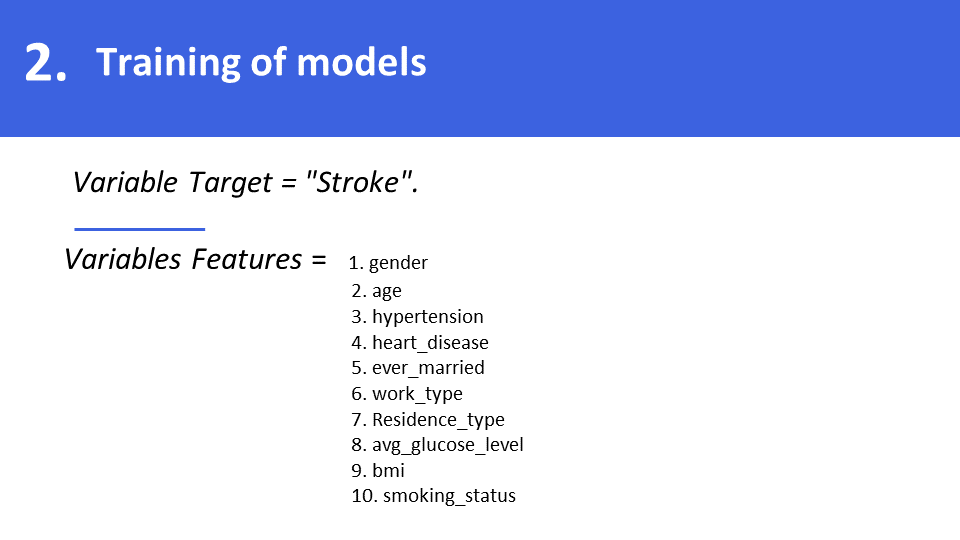 2. Training of models
Variable Target = "Stroke".
Variables Features = 1. gender
2. age
3. hypertension
4. heart_disease
5. ever_married
6. work_type
7. Residence_type
8. avg_glucose_level
9. bmi
10. smoking_status